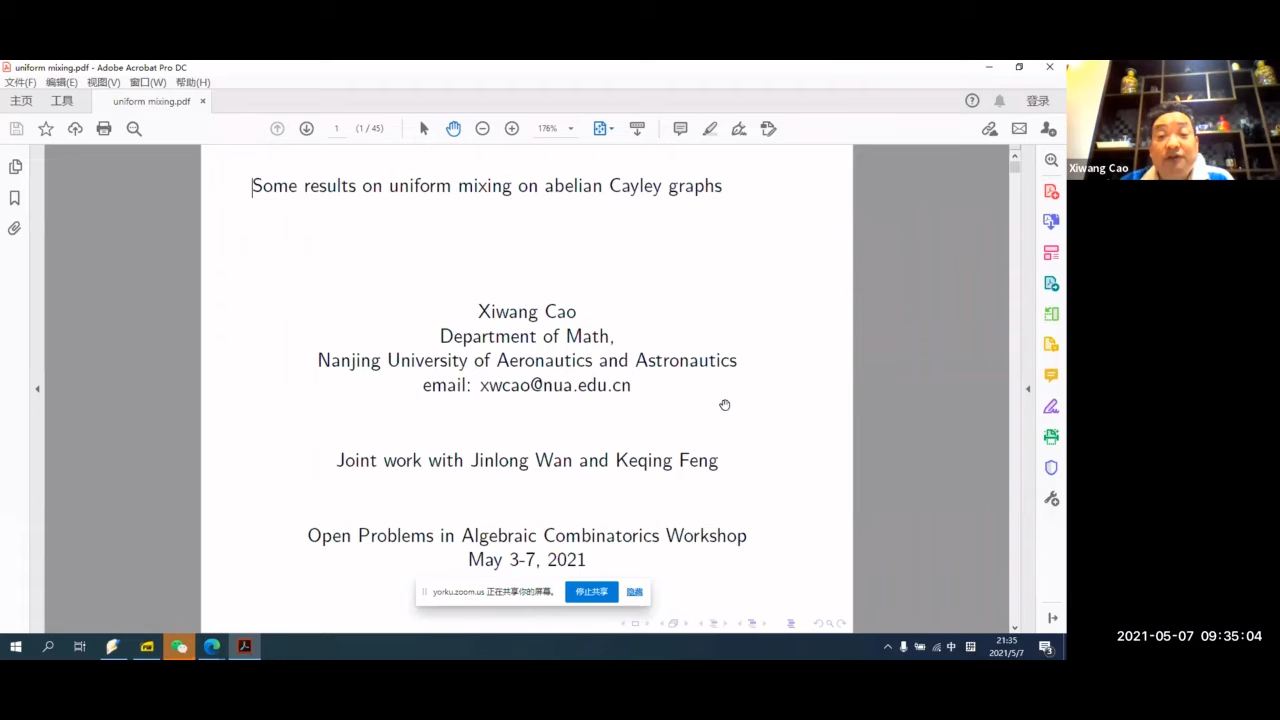 uniform mixing.pdf - Adobe Acrobat Pro DC
文件(F) 编辑(E) 视图(V) 窗口(W) 帮助(H)
主页 工具 uniform mixing.pdf × 登录
1 (1 / 45) 176%
Some results on uniform mixing on abelian Cayley graphs
Xiwang Cao
Department of Math,
Nanjing University of Aeronautics and Astronautics
email: xwcao@nua.edu.cn
Joint work with Jinlong Wan and Keqing Feng
Open Problems in Algebraic Combinatorics Workshop
May 3-7, 2021
yorku.zoom.us 正在共享你的屏幕。 停止共享 隐藏
中 拼 21:35
2021/5/7 3
Xiwang Cao
2021-05-07 09:35:04